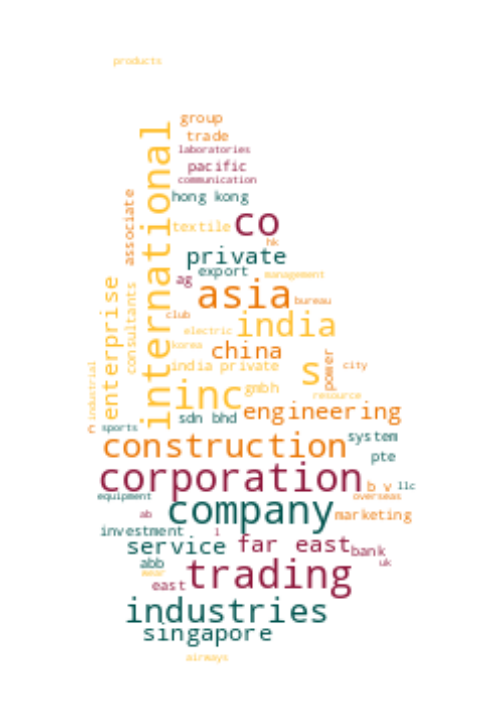 products
group
trade
laboratories
pacific
communication
international
associate
hong kong
co
textile
hk
private
export
management
ag
asia
bureau
enterprise
consultants
club
india
electric
korea
china
india private
s
power
city
industrial
inc
gmbh
resource
sdn bhd
engineering
sports
system
construction
pte
corporation
b v
llc
equipment
overseas
company
ab
marketing
investment
l
service
far east
bank
abb
uk
east
trading
industries
singapore
airways